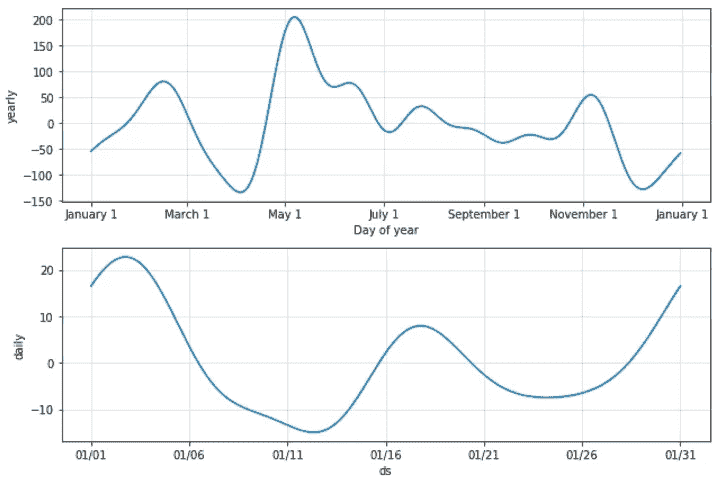 yearly
200
150
100
50
0
−50
−100
−150
January 1 March 1 May 1 July 1 September 1 November 1 January 1
Day of year
daily
20
10
0
−10
01/01 01/06 01/11 01/16 01/21 01/26 01/31
ds